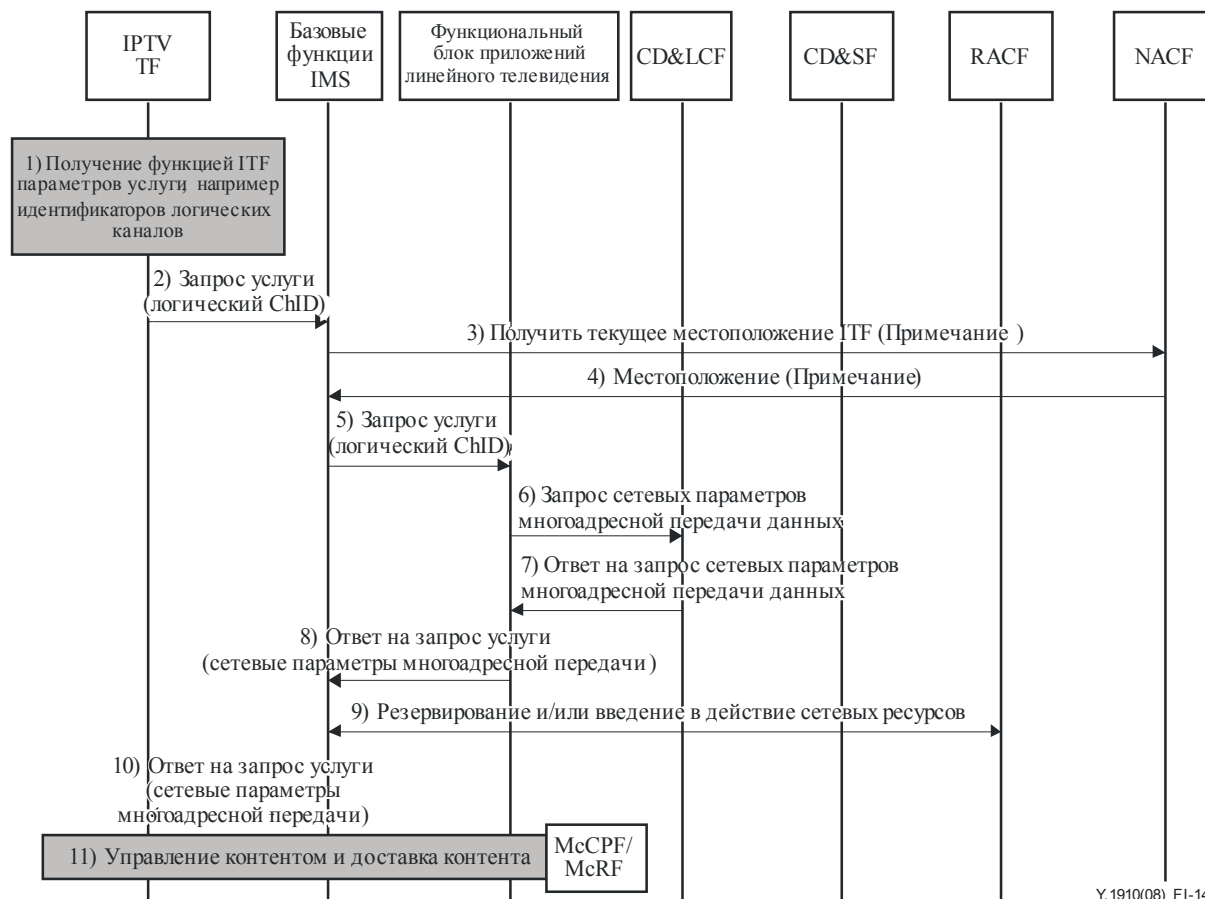 IPTV
TF
Базовые
функции
IMS
Функциональный
блок приложений
линейного телевидения
CD&LCF
CD&SF
RACF
NACF
1) Получение функцией ITF
параметров услуги, например
идентификаторов логических
каналов
2) Запрос услуги
(логический ChID)
3) Получить текущее местоположение ITF (Примечание )
4) Местоположение (Примечание)
5) Запрос услуги
(логический ChID)
6) Запрос сетевых параметров
многоадресной передачи данных
7) Ответ на запрос сетевых параметров
многоадресной передачи данных
8) Ответ на запрос услуги
(сетевые параметры многоадресной передачи )
9) Резервирование и/или введение в действие сетевых ресурсов
10) Ответ на запрос услуги
(сетевые параметры
многоадресной передачи)
11) Управление контентом и доставка контента
McCPF/
McRF